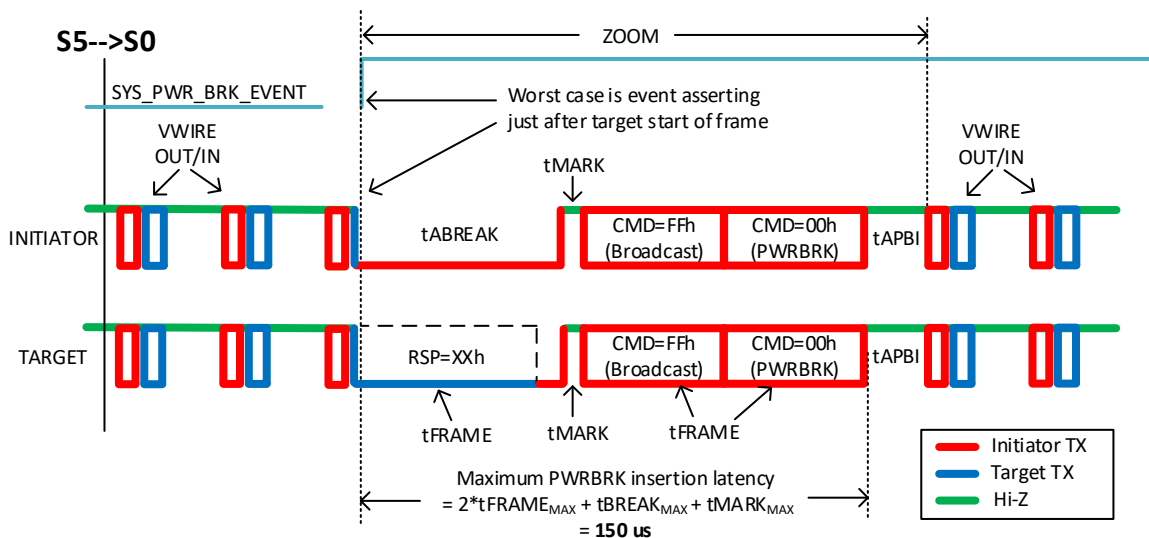 S5-->S0
ZOOM
SYS_PWR_BRK_EVENT
Worst case is event asserting
just after target start of frame
VWIRE
OUT/IN
tMARK
VWIRE
OUT/IN
INITIATOR
tABREAK
CMD=FFh
(Broadcast)
CMD=00h
(PWRBRK)
tAPBI
TARGET
RSP=XXh
CMD=FFh
(Broadcast)
CMD=00h
(PWRBRK)
tAPBI
tFRAME
tMARK
tFRAME
Maximum PWRBRK insertion latency
= 2*tFRAMEMAX + tBREAKMAX + tMARKMAX
= 150 us
Initiator TX
Target TX
Hi-Z